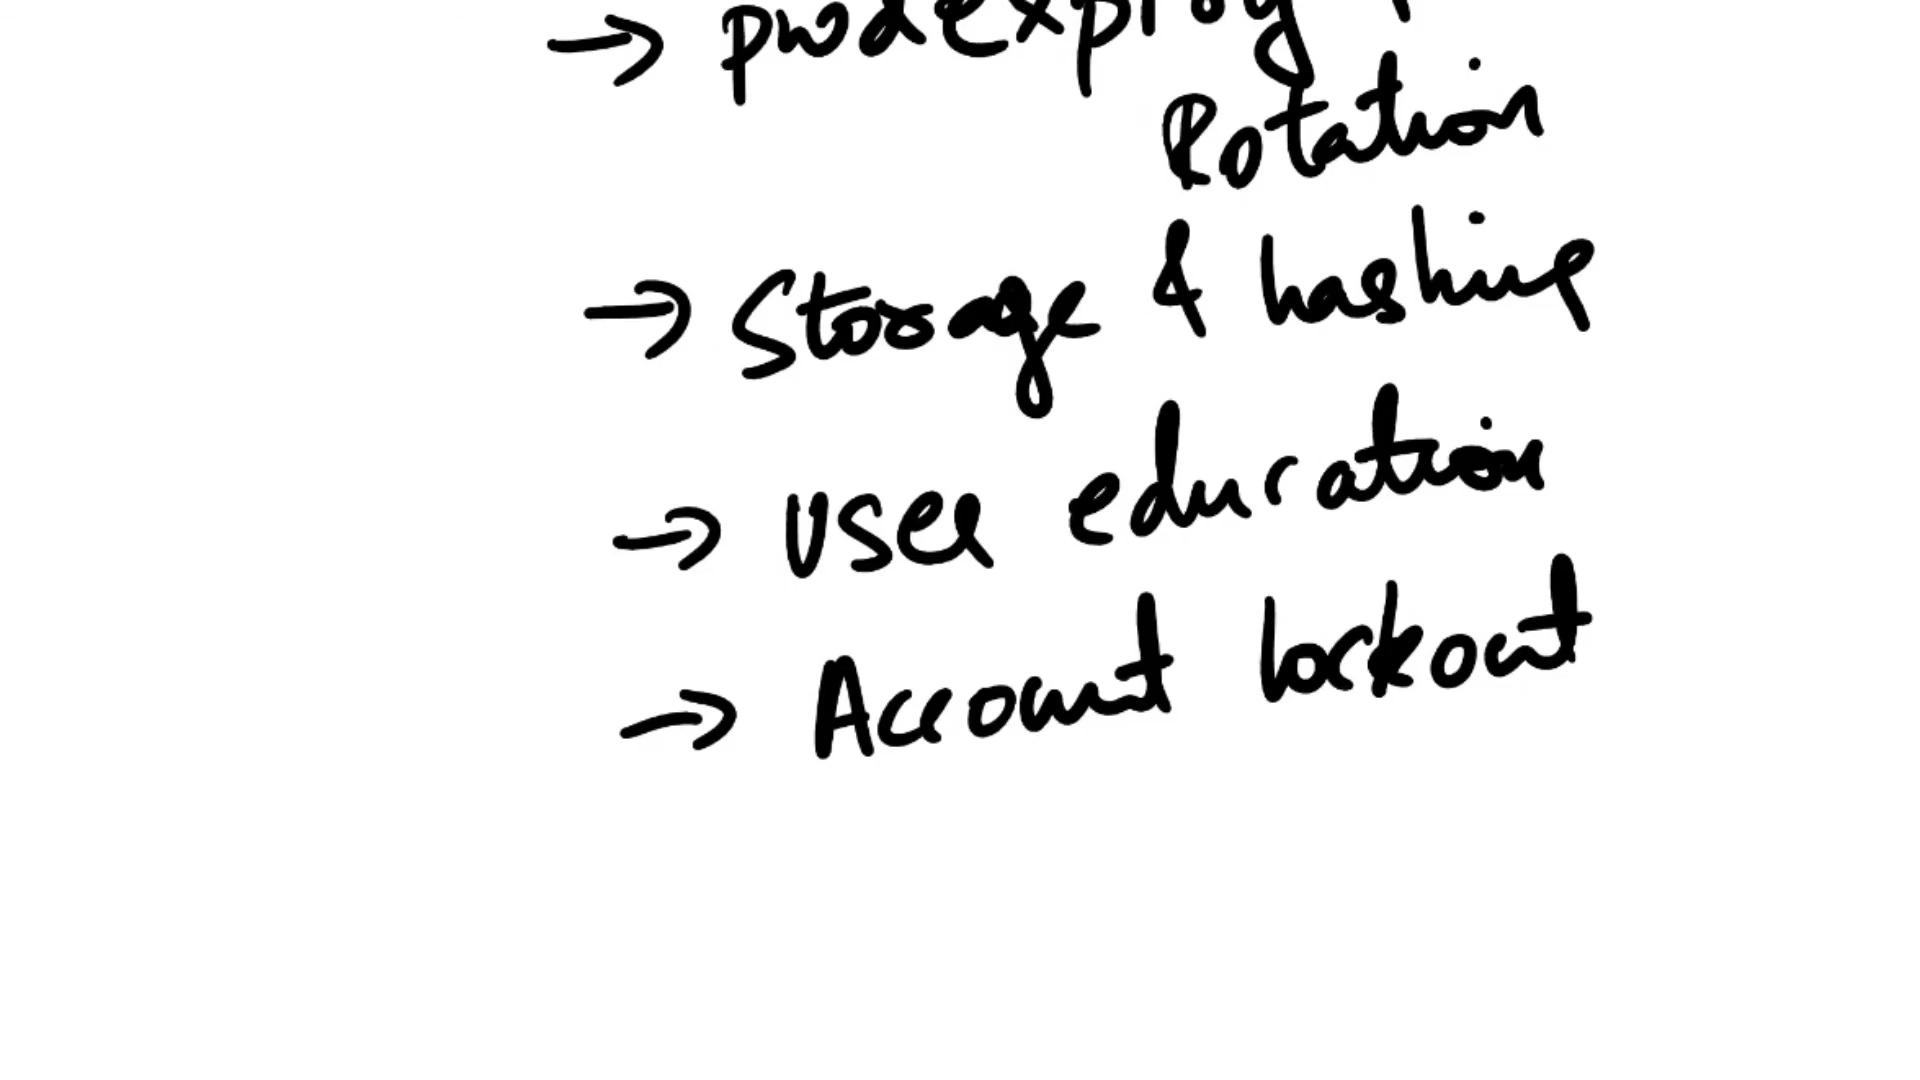 → pwd expiry &
Rotation
→ Storage & hashing
→ User education
→ Account lockout